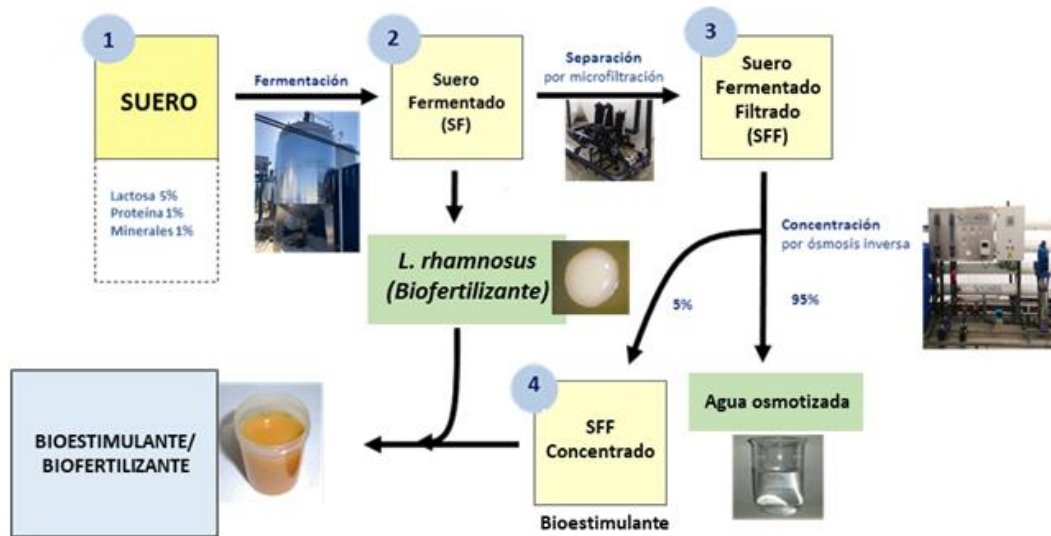 1
SUERO
Lactosa 5%
Proteína 1%
Minerales 1%
Fermentación
2
Suero
Fermentado
(SF)
Separación
por microfiltración
3
Suero
Fermentado
Filtrado
(SFF)
L. rhamnosus
(Biofertilizante)
Concentración
por ósmosis inversa
5%
95%
4
SFF
Concentrado
Bioestimulante
Agua osmotizada
BIOESTIMULANTE/
BIOFERTILIZANTE